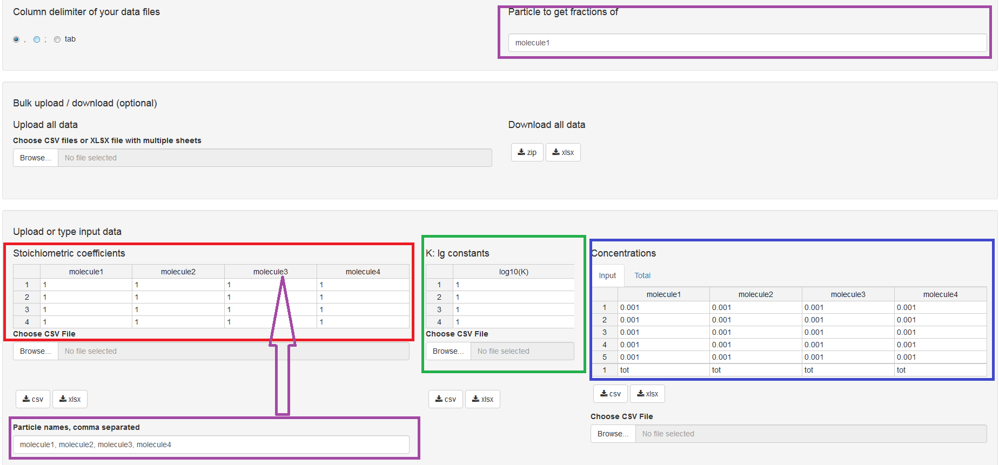 Column delimiter of your data files
, ; tab
Particle to get fractions of
molecule1
Bulk upload / download (optional)
Upload all data
Choose CSV files or XLSX file with multiple sheets
Browse... No file selected
Download all data
zip xlsx
Upload or type input data
Stoichiometric coefficients
molecule1 molecule2 molecule3 molecule4
1 1 1 1 1
2 1 1 1 1
3 1 1 1 1
4 1 1 1 1
Choose CSV File
Browse... No file selected
csv xlsx
Particle names, comma separated
molecule1, molecule2, molecule3, molecule4
K: lg constants
log10(K)
1 1
2 1
3 1
4 1
Choose CSV File
Browse... No file selected
csv xlsx
Concentrations
Input Total
molecule1 molecule2 molecule3 molecule4
1 0.001 0.001 0.001 0.001
2 0.001 0.001 0.001 0.001
3 0.001 0.001 0.001 0.001
4 0.001 0.001 0.001 0.001
5 0.001 0.001 0.001 0.001
1 tot tot tot tot
csv xlsx
Choose CSV File
Browse... No file selected